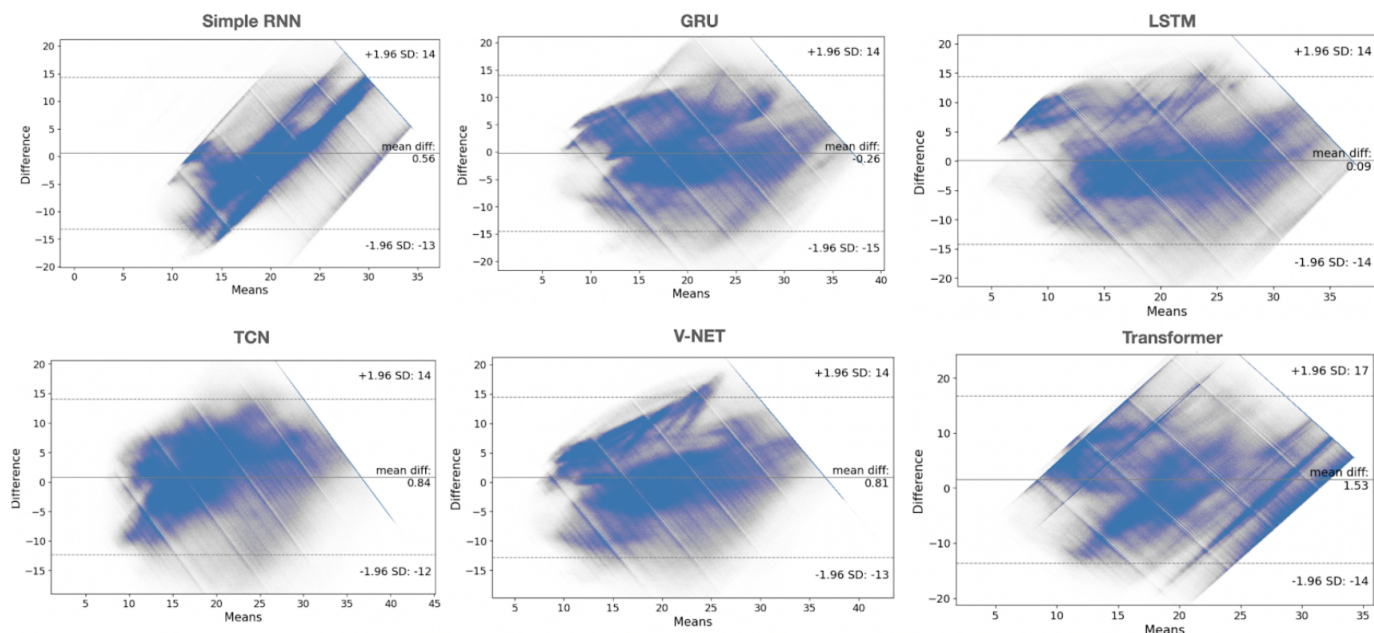 Simple RNN
20
15
10
5
0
−5
−10
−15
−20
Difference
+1.96 SD: 14
mean diff:
0.56
-1.96 SD: -13
0 5 10 15 20 25 30 35
Means
GRU
20
15
10
5
0
−5
−10
−15
−20
Difference
+1.96 SD: 14
mean diff:
-0.26
-1.96 SD: -15
5 10 15 20 25 30 35 40
Means
LSTM
20
15
10
5
0
−5
−10
−15
−20
Difference
+1.96 SD: 14
mean diff:
0.09
-1.96 SD: -14
5 10 15 20 25 30 35
Means
TCN
20
15
10
5
0
−5
−10
−15
Difference
+1.96 SD: 14
mean diff:
0.84
-1.96 SD: -12
5 10 15 20 25 30 35 40 45
Means
V-NET
20
15
10
5
0
−5
−10
−15
Difference
+1.96 SD: 14
mean diff:
0.81
-1.96 SD: -13
5 10 15 20 25 30 35 40
Means
Transformer
20
15
10
5
0
−5
−10
−15
−20
Difference
+1.96 SD: 17
mean diff:
1.53
-1.96 SD: -14
5 10 15 20 25 30 35
Means